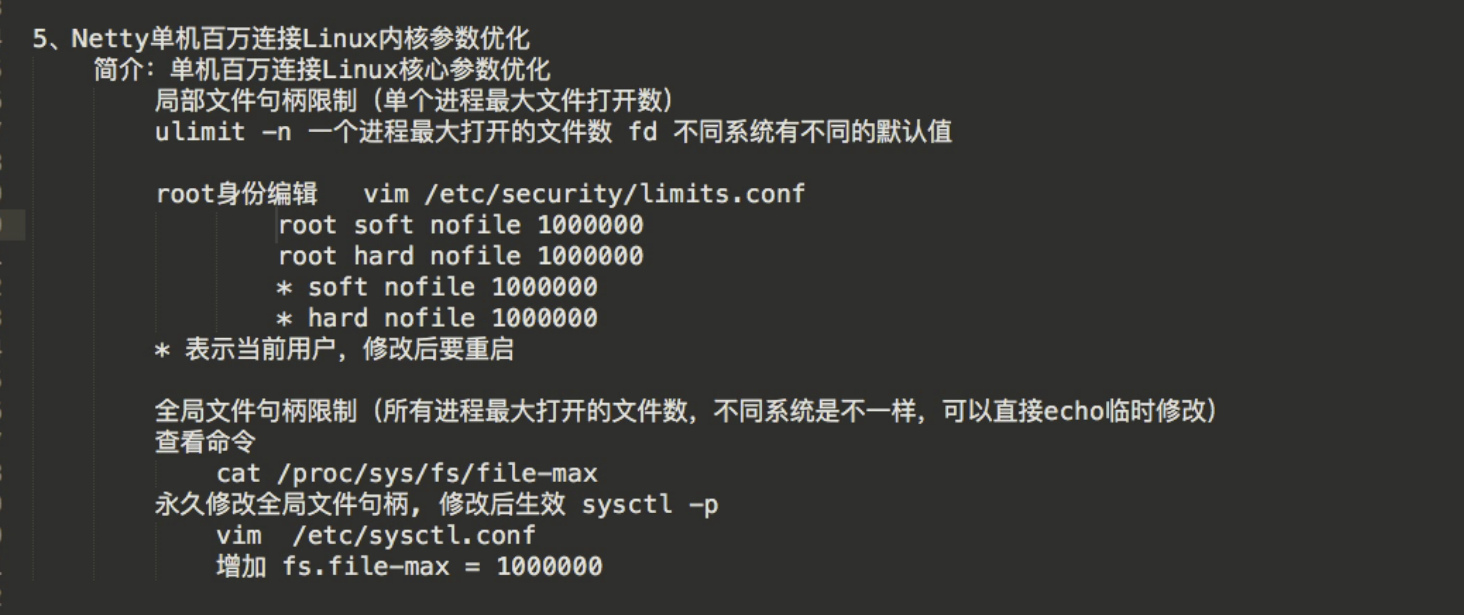 5、Netty单机百万连接Linux内核参数优化
简介：单机百万连接Linux核心参数优化
局部文件句柄限制（单个进程最大文件打开数）
ulimit -n 一个进程最大打开的文件数 fd 不同系统有不同的默认值
root身份编辑   vim /etc/security/limits.conf
root soft nofile 1000000
root hard nofile 1000000
* soft nofile 1000000
* hard nofile 1000000
* 表示当前用户，修改后要重启
全局文件句柄限制（所有进程最大打开的文件数，不同系统是不一样，可以直接echo临时修改）
查看命令
cat /proc/sys/fs/file-max
永久修改全局文件句柄, 修改后生效 sysctl -p
vim  /etc/sysctl.conf
增加 fs.file-max = 1000000